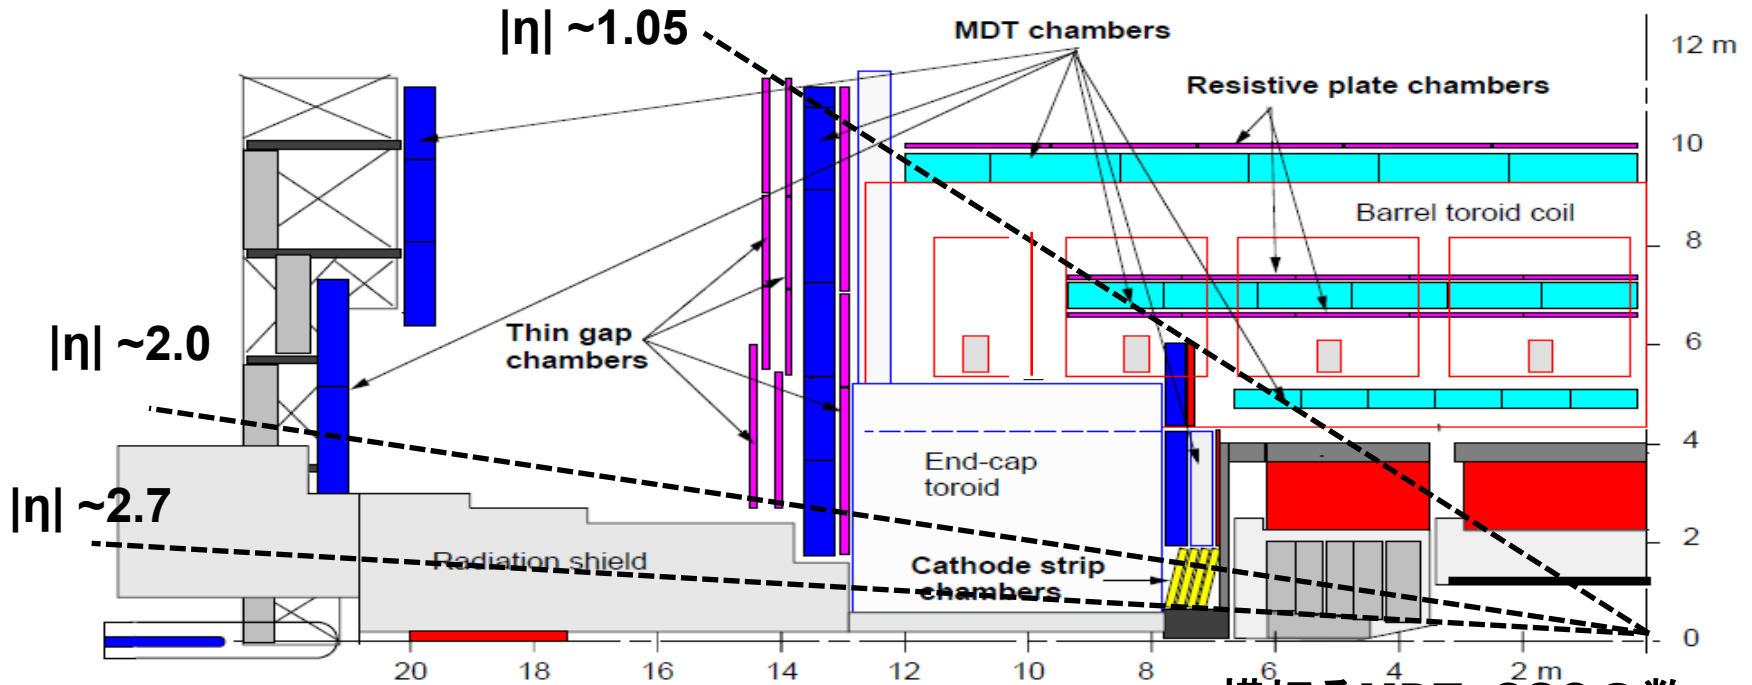 |η| ~1.05
MDT chambers
12 m
Resistive plate chambers
10
Barrel toroid coil
8
Thin gap
chambers
6
|η| ~2.0
4
End-cap
toroid
|η| ~2.7
2
Radiation shield
Cathode strip
chambers
0
20 18 16 14 12 10 8 6 4 2 m